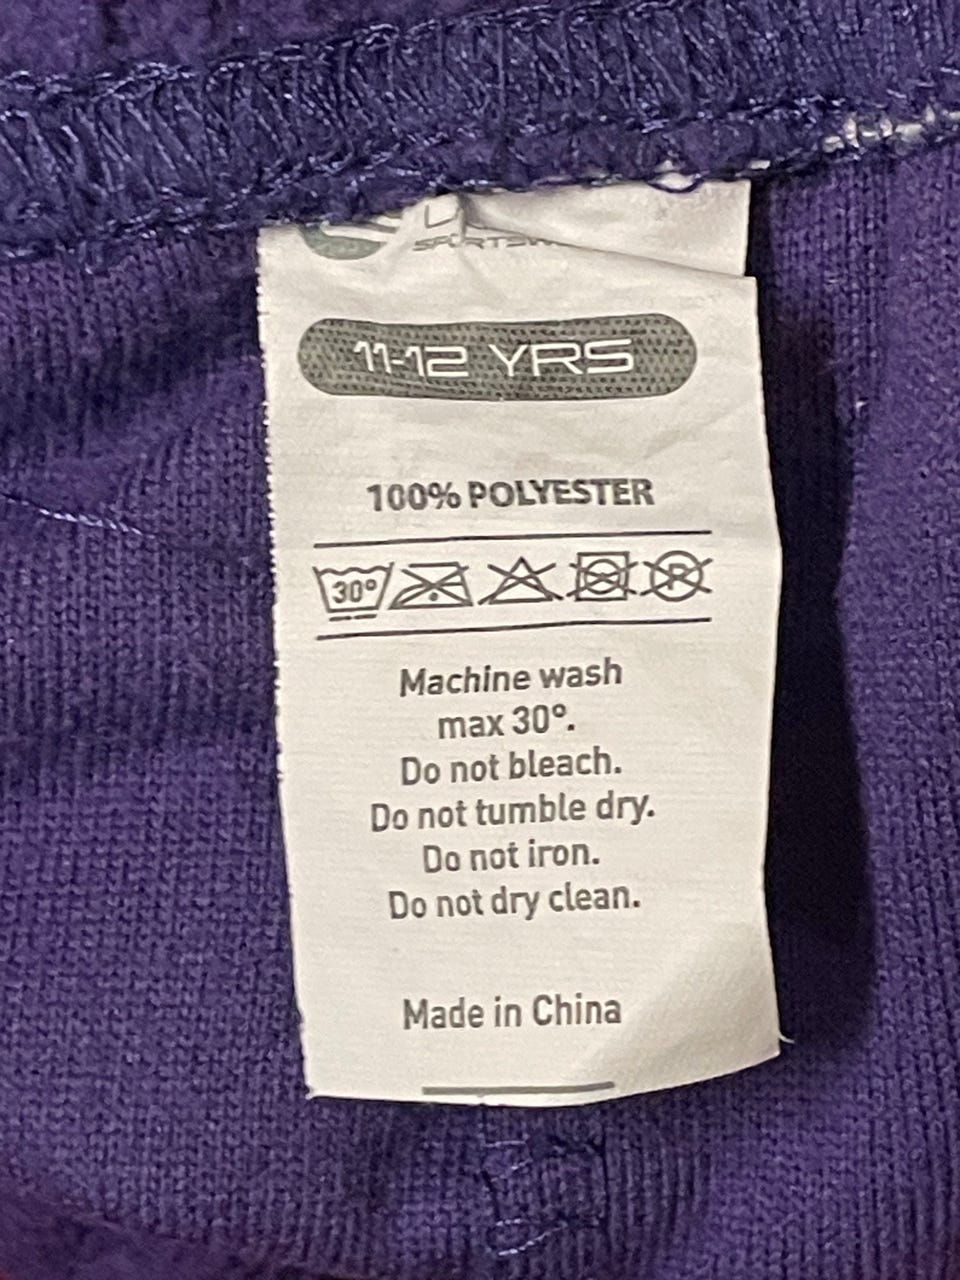 11-12 YRS
100% POLYESTER
30° P
Machine wash
max 30°.
Do not bleach.
Do not tumble dry.
Do not iron.
Do not dry clean.
Made in China